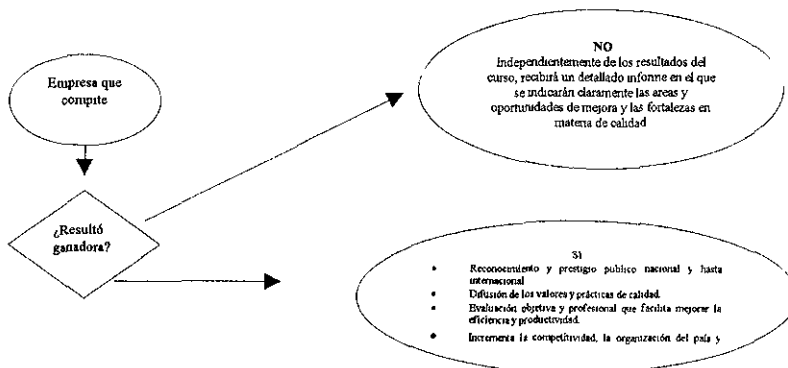 Empresa que
compite
¿Resultó
ganadora?
NO
Independientemente de los resultados del
curso, recibirá un detallado informe en el que
se indicarán claramente las areas y
oportunidades de mejora y las fortalezas en
materia de calidad
SI
• Reconocimiento y prestigio publico nacional y hasta
internacional
• Difusión de los valores y prácticas de calidad.
• Evaluación objetiva y profesional que facilita mejorar la
eficiencia y productividad.
• Incrementa la competitividad, la organización del país y